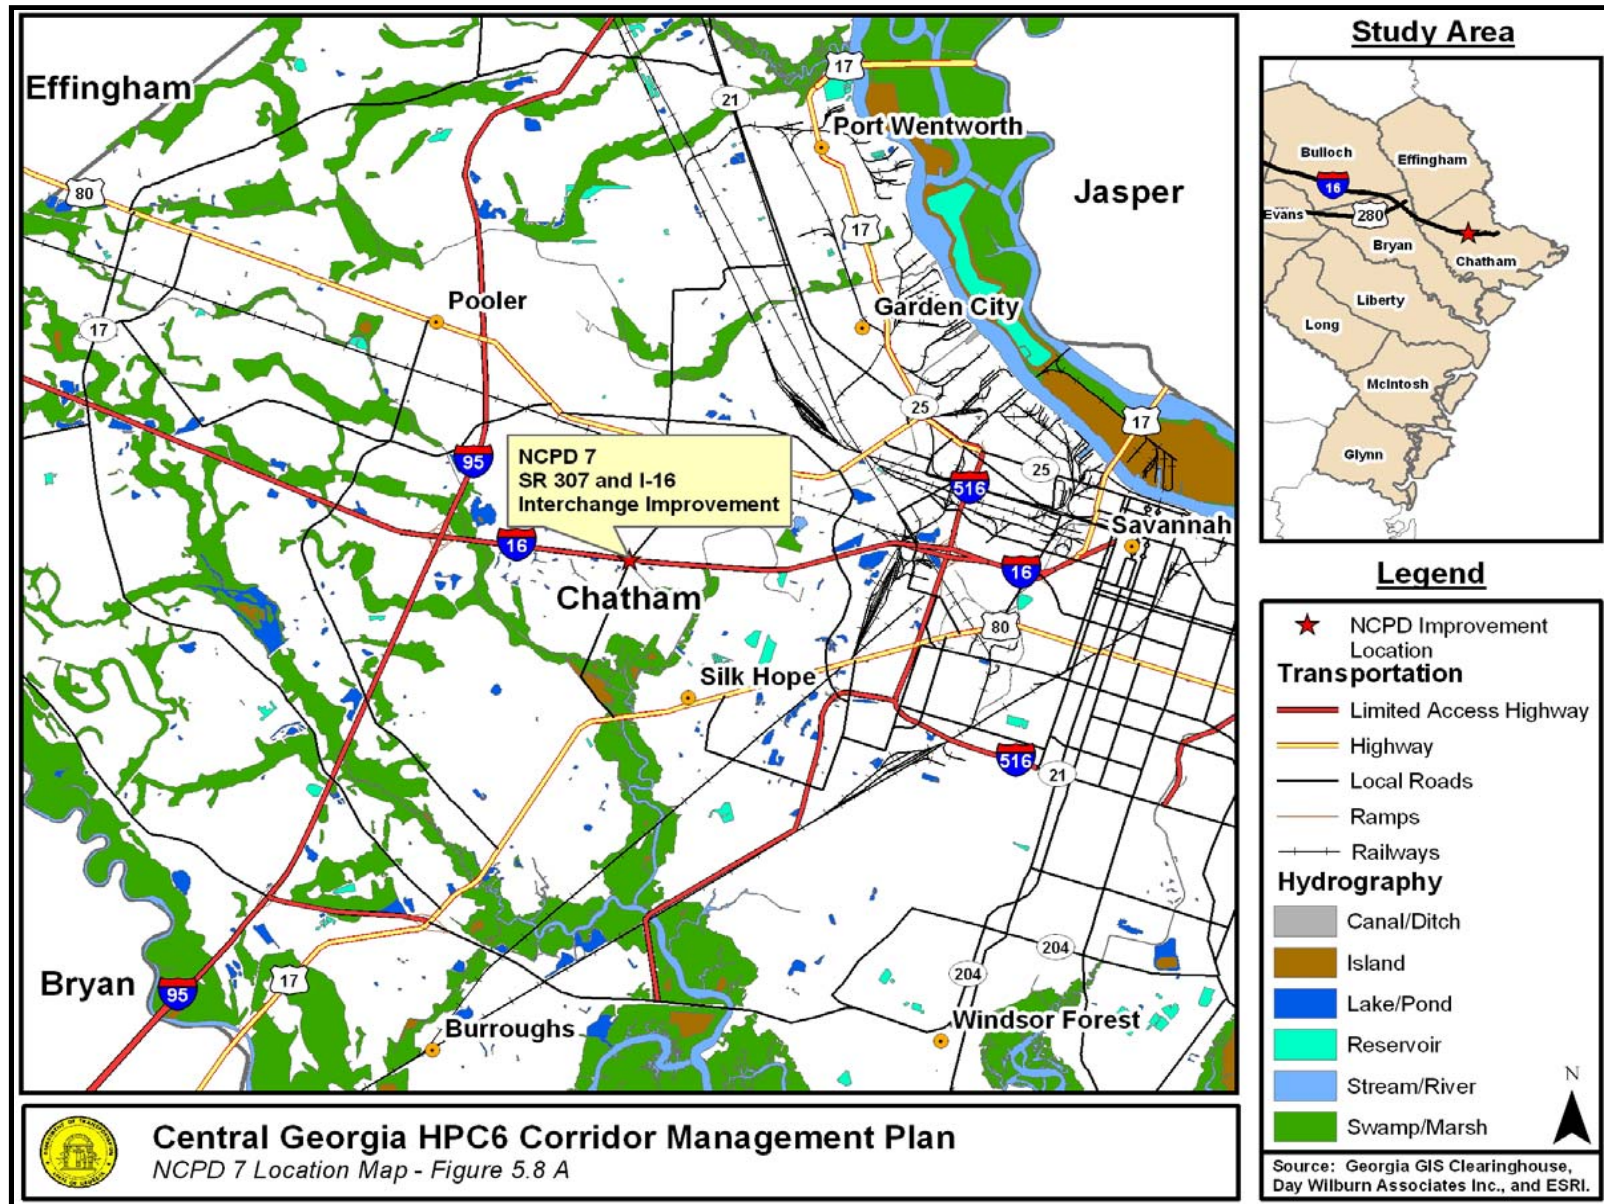 Effingham
17
21
Port Wentworth
80
Jasper
17
Pooler
Garden City
17
25
17
95
NCPD 7
SR 307 and I-16
Interchange Improvement
25
516
16
Savannah
16
Chatham
80
Silk Hope
516
21
204
204
Bryan
95
17
Burroughs
Windsor Forest
Study Area
Bulloch
Effingham
16
Evans
280
Bryan
Chatham
Liberty
Long
McIntosh
Glynn
Legend
NCPD Improvement
Location
Transportation
Limited Access Highway
Highway
Local Roads
Ramps
Railways
Hydrography
Canal/Ditch
Island
Lake/Pond
Reservoir
Stream/River
Swamp/Marsh
N
Source: Georgia GIS Clearinghouse,
Day Wilburn Associates Inc., and ESRI.
Central Georgia HPC6 Corridor Management Plan
NCPD 7 Location Map - Figure 5.8 A